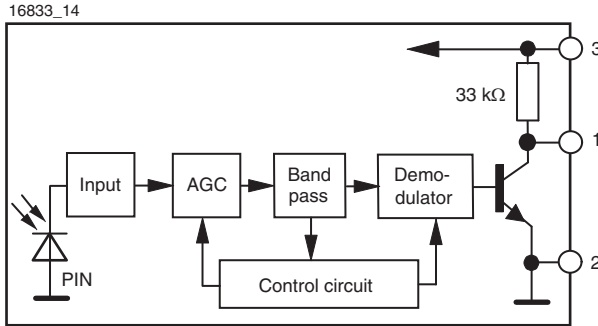 16833_14
3
33 kΩ
1
Input
AGC
Band
pass
Demo-
dulator
PIN
Control circuit
2